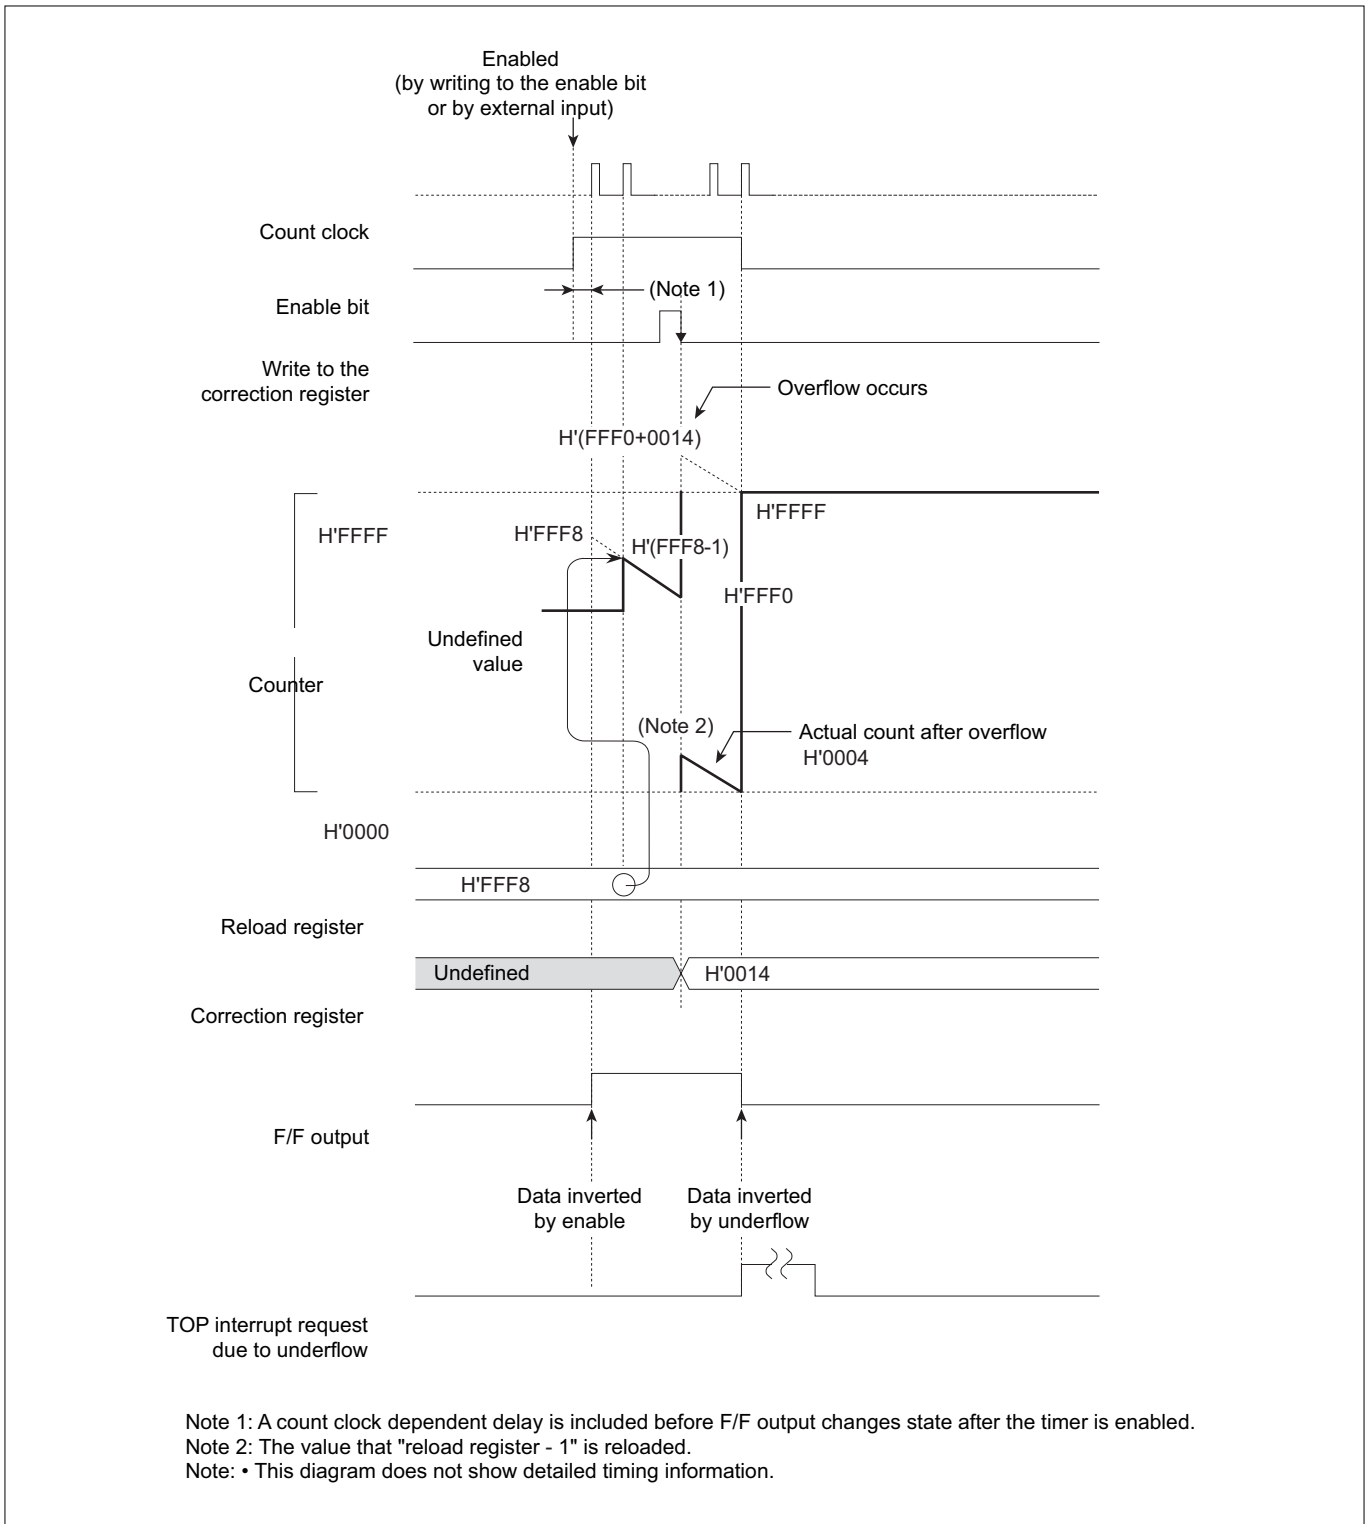 Enabled
(by writing to the enable bit
or by external input)
Count clock
(Note 1)
Enable bit
Write to the
correction register
Overflow occurs
H'(FFF0+0014)
H'FFFF
H'FFFF
H'FFF8
H'(FFF8-1)
H'FFF0
Undefined
value
Counter
(Note 2)
Actual count after overflow
H'0004
H'0000
H'FFF8
Reload register
Undefined
H'0014
Correction register
F/F output
Data inverted
by enable
Data inverted
by underflow
TOP interrupt request
due to underflow
Note 1: A count clock dependent delay is included before F/F output changes state after the timer is enabled.
Note 2: The value that "reload register - 1" is reloaded.
Note: • This diagram does not show detailed timing information.